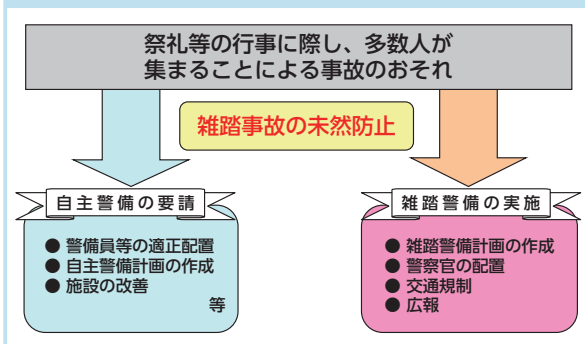 祭礼等の行事に際し、多数人が
集まることによる事故のおそれ
雑踏事故の未然防止
自主警備の要請
● 警備員等の適正配置
● 自主警備計画の作成
● 施設の改善
等
雑踏警備の実施
● 雑踏警備計画の作成
● 警察官の配置
● 交通規制
● 広報